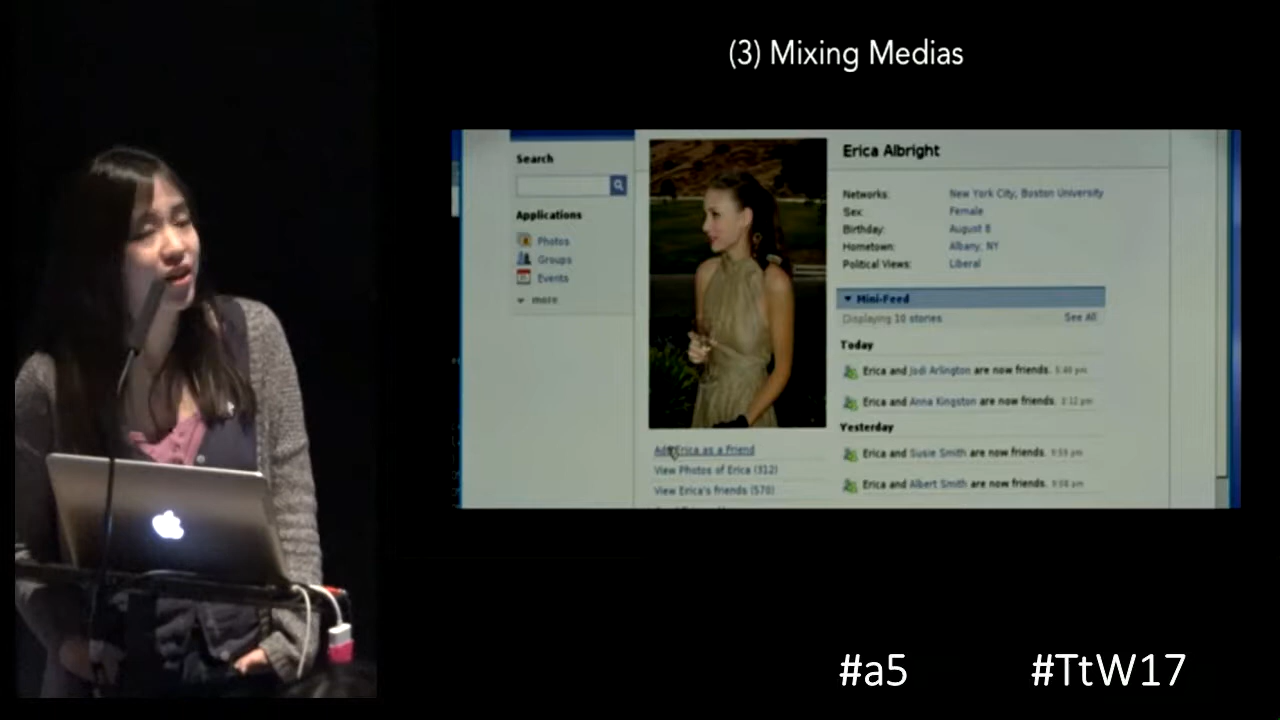 (3) Mixing Medias
Search
Applications
Photos
Groups
Events
more
Erica Albright
Networks: New York City, Boston University
Sex: Female
Birthday: August 8
Hometown: Albany, NY
Political Views: Liberal
Mini-Feed
Displaying 10 stories See All
Today
Erica and Jodi Arlington are now friends.
Erica and Anna Kingston are now friends.
Yesterday
Erica and Susie Smith are now friends.
Erica and Albert Smith are now friends.
Add Erica as a Friend
View Photos of Erica (312)
View Erica's friends (570)
#a5 #TtW17